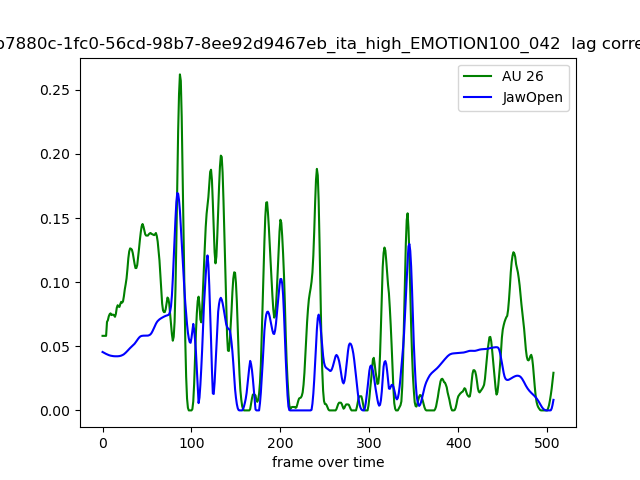 b7880c-1fc0-56cd-98b7-8ee92d9467eb_ita_high_EMOTION100_042 lag corre
AU 26
JawOpen
0.25
0.20
0.15
0.10
0.05
0.00
0 100 200 300 400 500
frame over time